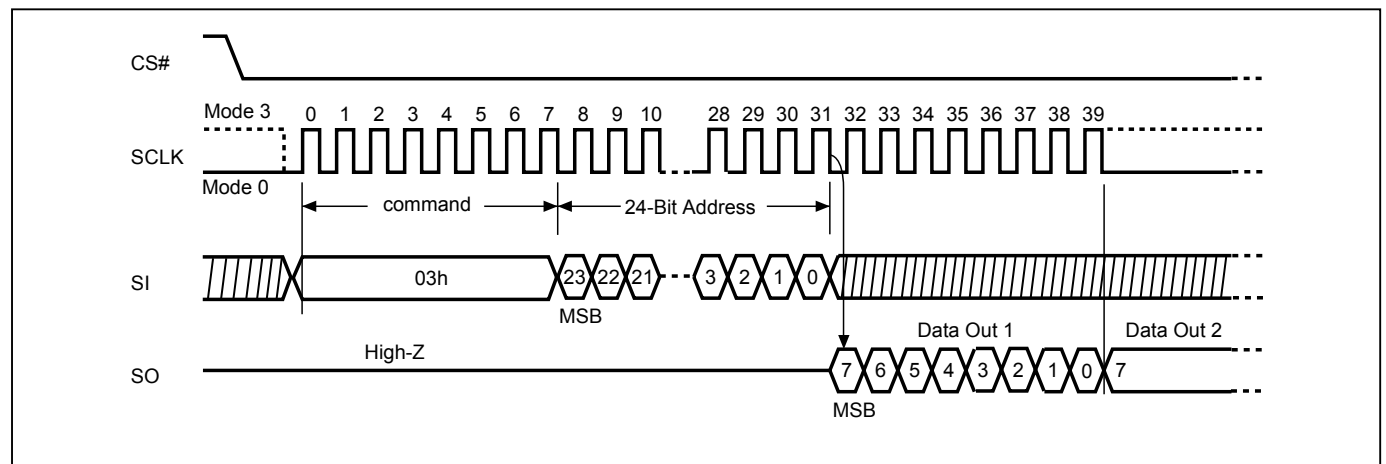 CS#
Mode 3
0 1 2 3 4 5 6 7 8 9 10 28 29 30 31 32 33 34 35 36 37 38 39
SCLK
Mode 0
command 24-Bit Address
SI 03h 23 22 21 3 2 1 0
MSB
Data Out 1 Data Out 2
High-Z
SO 7 6 5 4 3 2 1 0 7
MSB